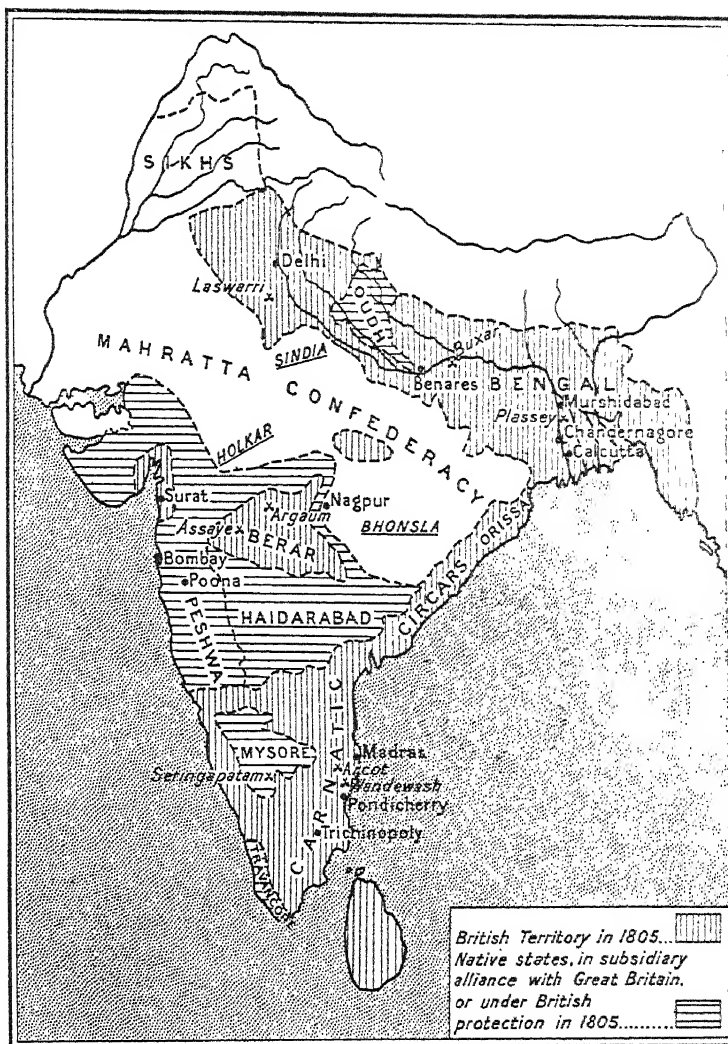 SIKHS
Delhi
Laswarri
OUDH
SINDIA
Buxar
MAHRATTA CONFEDERACY
Benares
BENGAL
Murshidabad
Plassey
Chandernagore
Calcutta
HOLKAR
Surat
Nagpur
Argaum
Assaye
BERAR
BHONSLA
ORISSA
Bombay
Poona
CIRCARS
HAIDARABAD
PESHWA
MYSORE
Madras
Seringapatam
Arcot
Wandewash
Pondicherry
CARNATIC
Trichinopoly
TRAVANCORE
British Territory in 1805...
Native states, in subsidiary
alliance with Great Britain,
or under British
protection in 1805..........